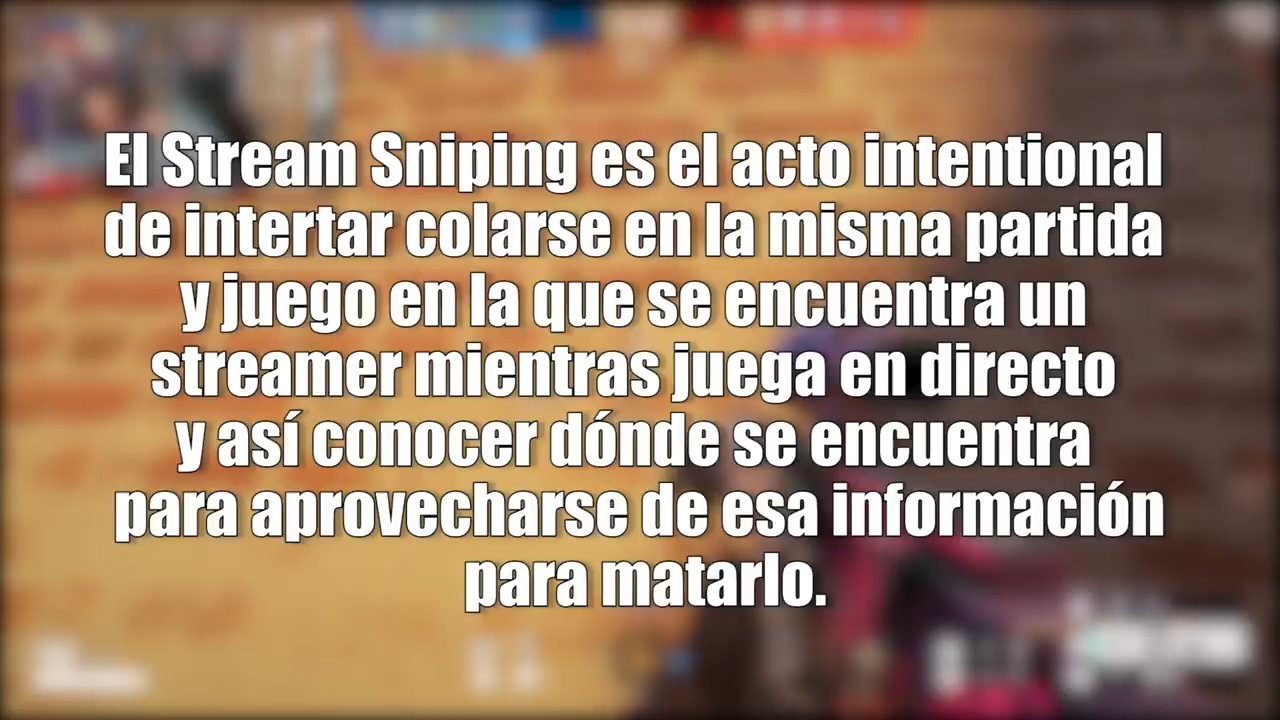 El Stream Sniping es el acto intentional
de intertar colarse en la misma partida
y juego en la que se encuentra un
streamer mientras juega en directo
y así conocer dónde se encuentra
para aprovecharse de esa información
para matarlo.